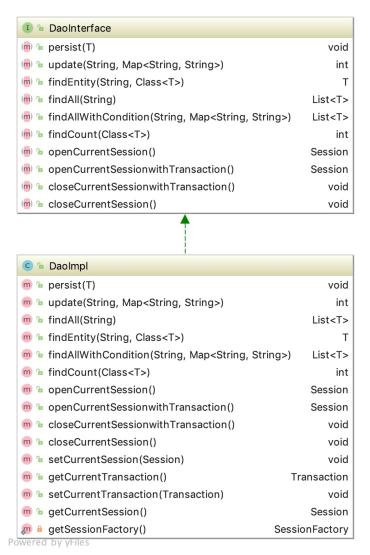 I DaoInterface
m persist(T) void
m update(String, Map<String, String>) int
m findEntity(String, Class<T>) T
m findAll(String) List<T>
m findAllWithCondition(String, Map<String, String>) List<T>
m findCount(Class<T>) int
m openCurrentSession() Session
m openCurrentSessionwithTransaction() Session
m closeCurrentSessionwithTransaction() void
m closeCurrentSession() void
C DaoImpl
m persist(T) void
m update(String, Map<String, String>) int
m findAll(String) List<T>
m findEntity(String, Class<T>) T
m findAllWithCondition(String, Map<String, String>) List<T>
m findCount(Class<T>) int
m openCurrentSession() Session
m openCurrentSessionwithTransaction() Session
m closeCurrentSessionwithTransaction() void
m closeCurrentSession() void
m setCurrentSession(Session) void
m getCurrentTransaction() Transaction
m setCurrentTransaction(Transaction) void
m getCurrentSession() Session
m getSessionFactory() SessionFactory
Powered by yFiles